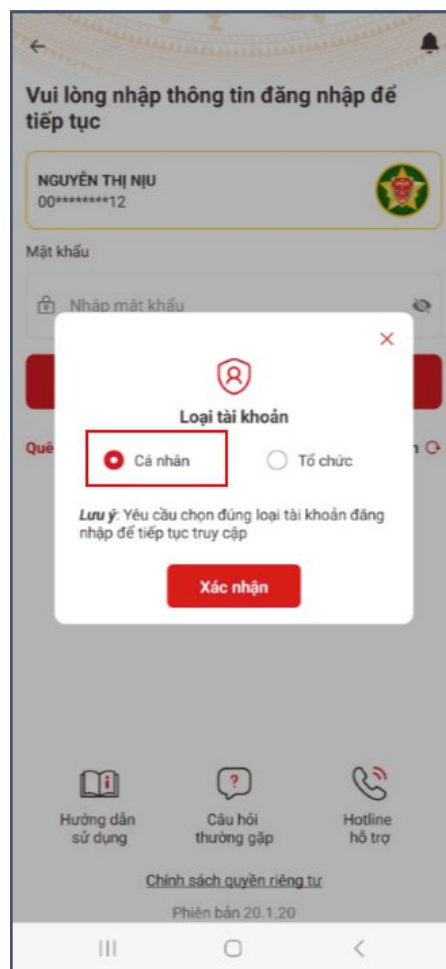 Vui lòng nhập thông tin đăng nhập để
tiếp tục
NGUYỄN THỊ NỊU
00********12
Mật khẩu
Nhập mật khẩu
Loại tài khoản
Quê
n
Cá nhân
Tổ chức
Lưu ý: Yêu cầu chọn đúng loại tài khoản đăng
nhập để tiếp tục truy cập
Xác nhận
Hướng dẫn
sử dụng
Câu hỏi
thường gặp
Hotline
hỗ trợ
Chính sách quyền riêng tư
Phiên bản 20.1.20